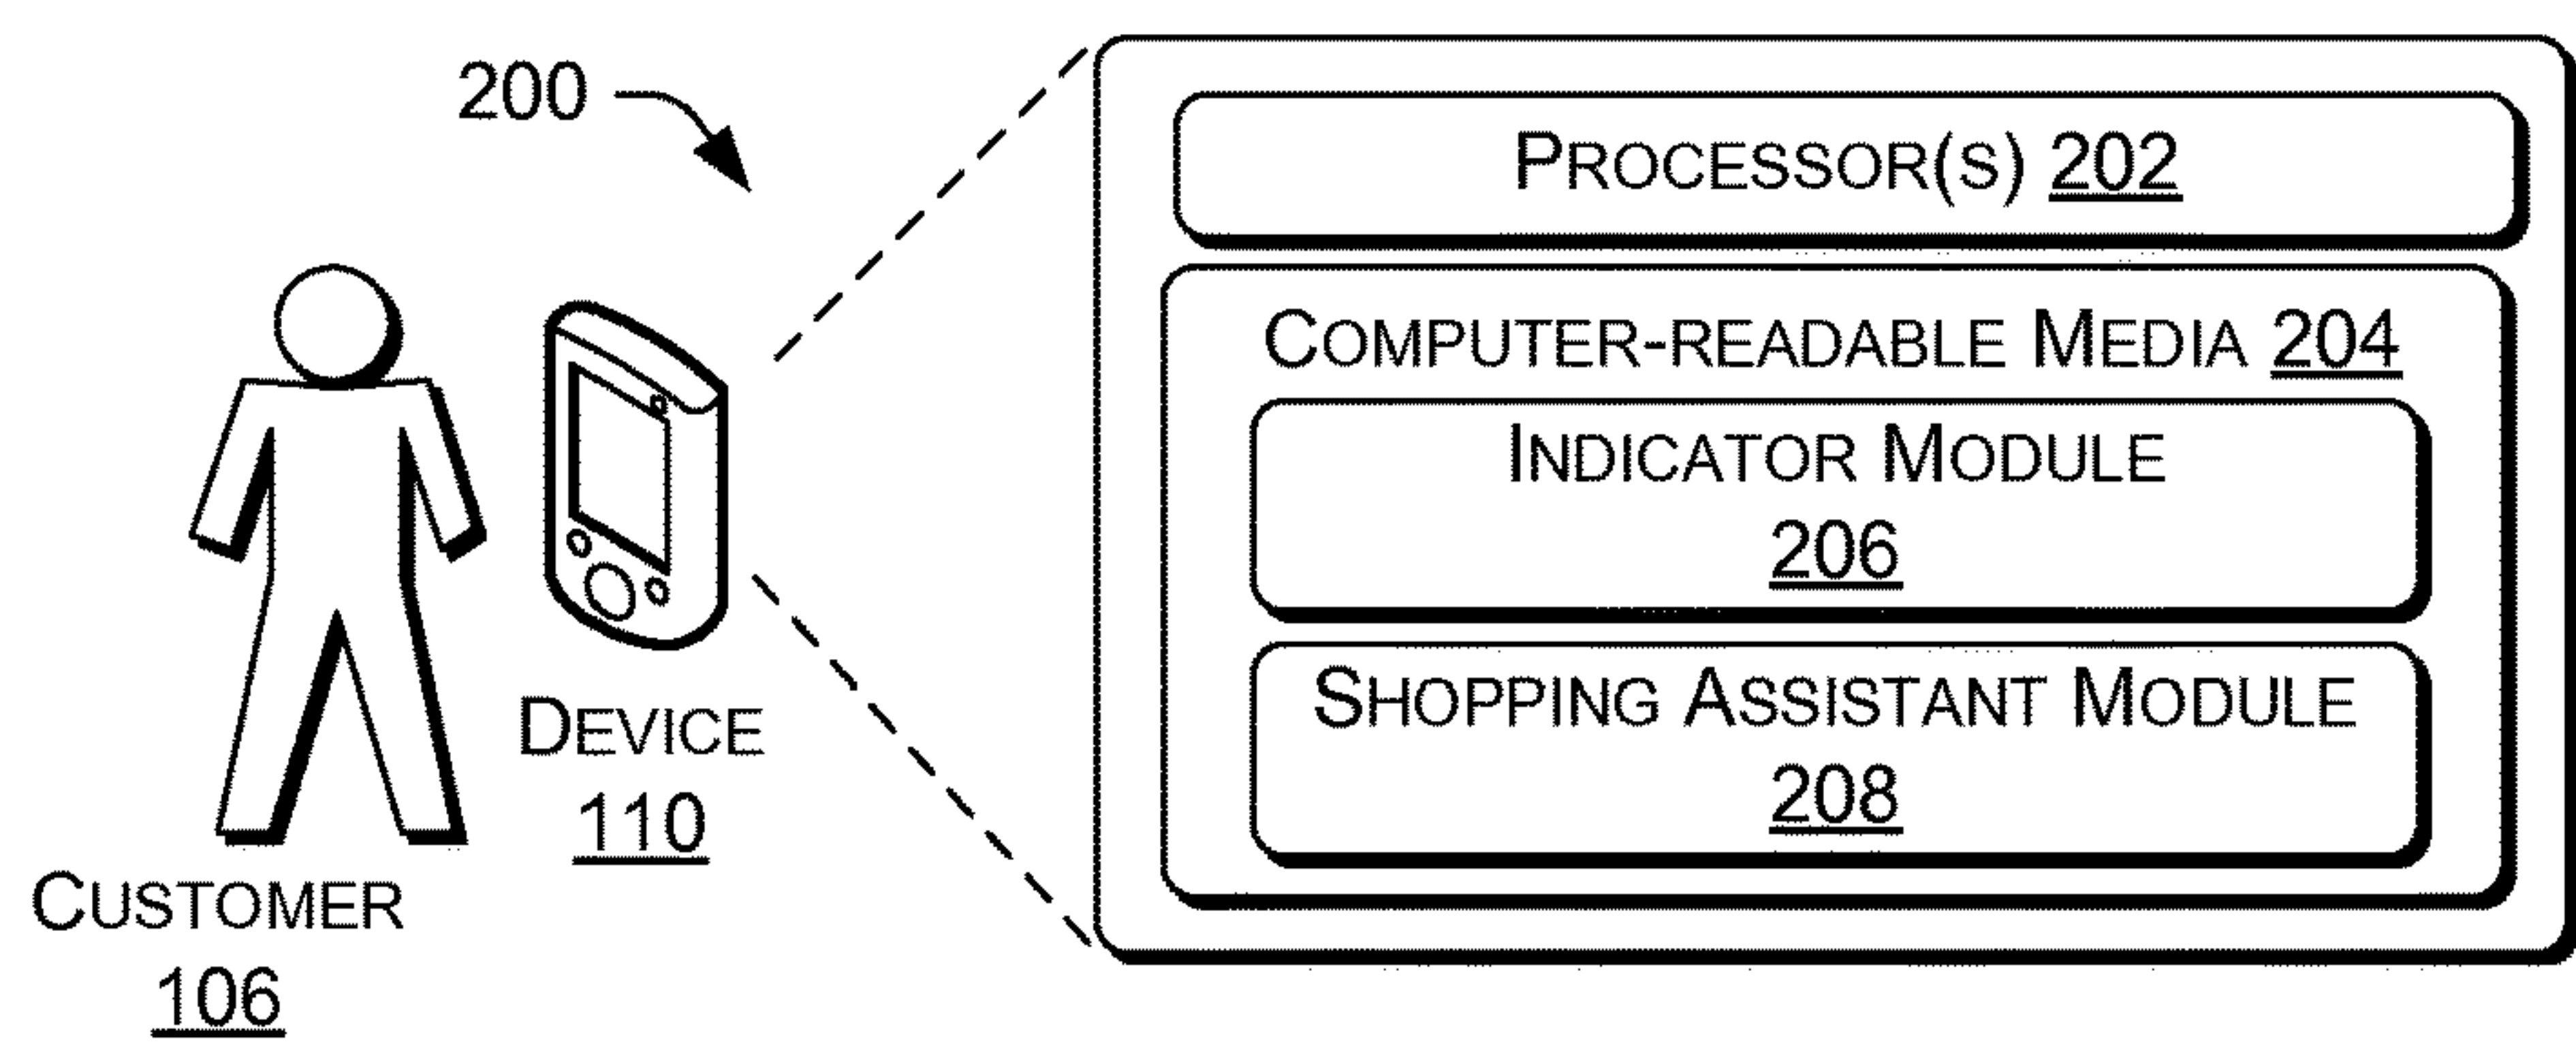 200
PROCESSOR(S) 202
COMPUTER-READABLE MEDIA 204
INDICATOR MODULE
206
SHOPPING ASSISTANT MODULE
208
DEVICE
110
CUSTOMER
106